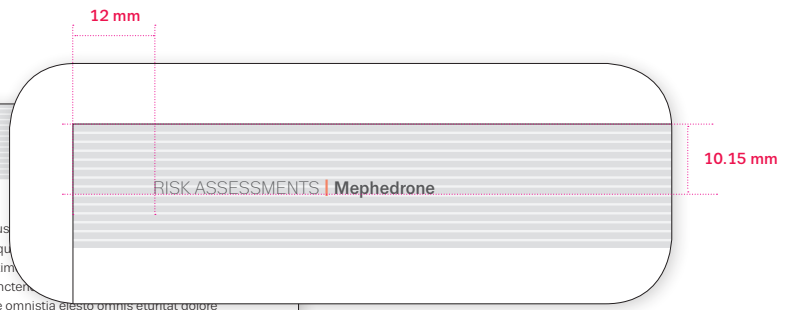 12 mm
10.15 mm
RISK ASSESSMENTS | Mephedrone
omnistia elesto omnis eturitat dolore